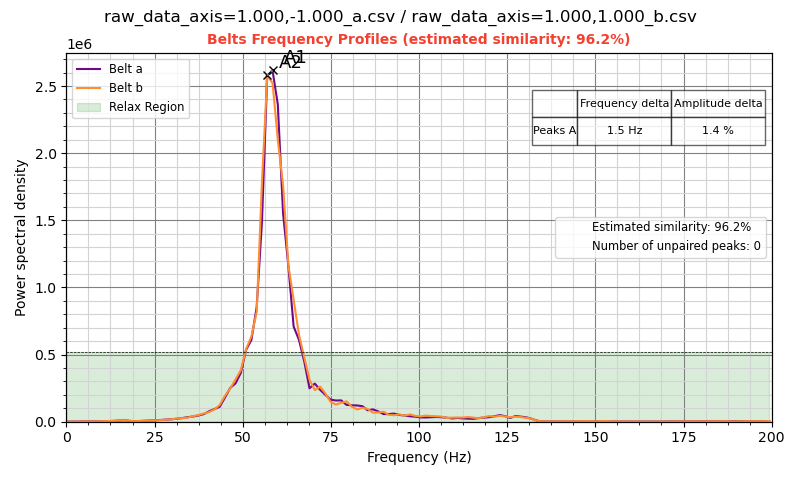 raw_data_axis=1.000,-1.000_a.csv / raw_data_axis=1.000,1.000_b.csv
Belts Frequency Profiles (estimated similarity: 96.2%)
1e6
A1
A2
Belt a
Belt b
Relax Region
Frequency delta Amplitude delta
Peaks A 1.5 Hz 1.4 %
Estimated similarity: 96.2%
Number of unpaired peaks: 0
Power spectral density
2.5
2.0
1.5
1.0
0.5
0.0
0 25 50 75 100 125 150 175 200
Frequency (Hz)